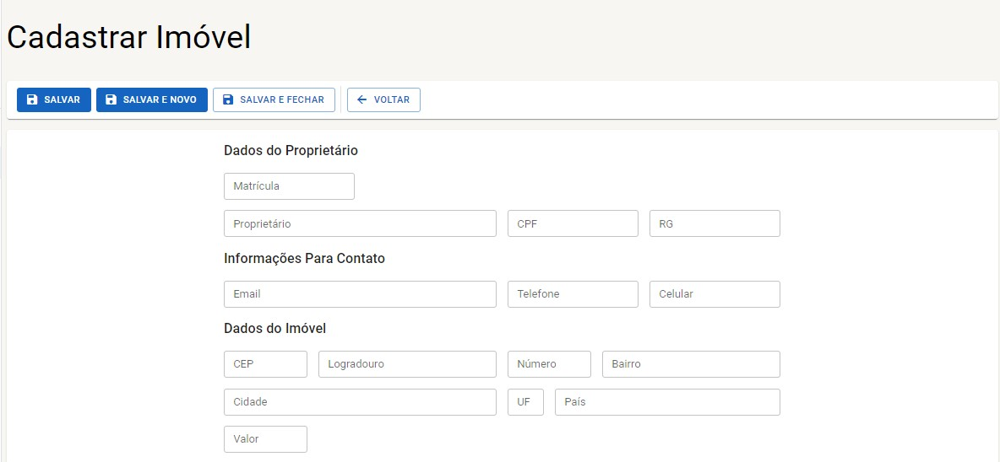 Cadastrar Imóvel
SALVAR SALVAR E NOVO SALVAR E FECHAR VOLTAR
Dados do Proprietário
Matrícula
Proprietário CPF RG
Informações Para Contato
Email Telefone Celular
Dados do Imóvel
CEP Logradouro Número Bairro
Cidade UF País
Valor